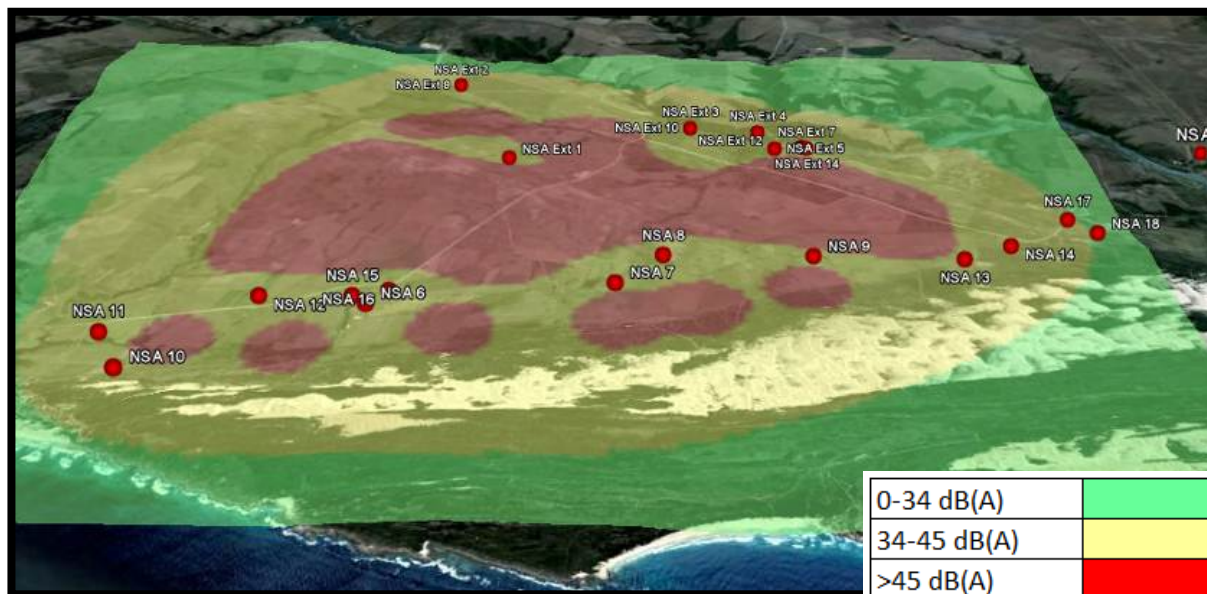 NSA Ext 2
NSA Ext 9
NSA Ext 3
NSA Ext 10
NSA Ext 4
NSA Ext 12
NSA Ext 7
NSA Ext 5
NSA Ext 14
NSA Ext 1
NSA
NSA 17
NSA 18
NSA 14
NSA 13
NSA 9
NSA 8
NSA 7
NSA 15
NSA 6
NSA 16
NSA 12
NSA 11
NSA 10
0-34 dB(A)
34-45 dB(A)
>45 dB(A)